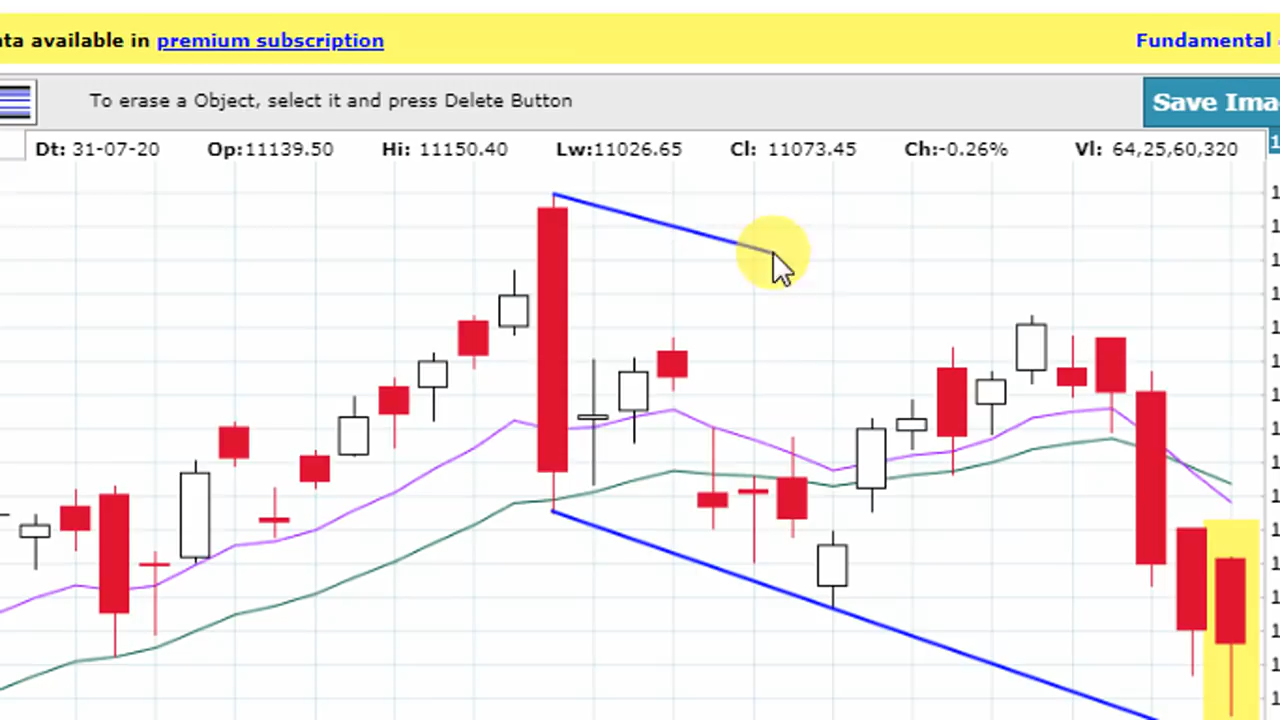 ta available in premium subscription
Fundamental
To erase a Object, select it and press Delete Button
Save Ima
Dt: 31-07-20 Op:11139.50 Hi: 11150.40 Lw:11026.65 Cl: 11073.45 Ch:-0.26% Vl: 64,25,60,320